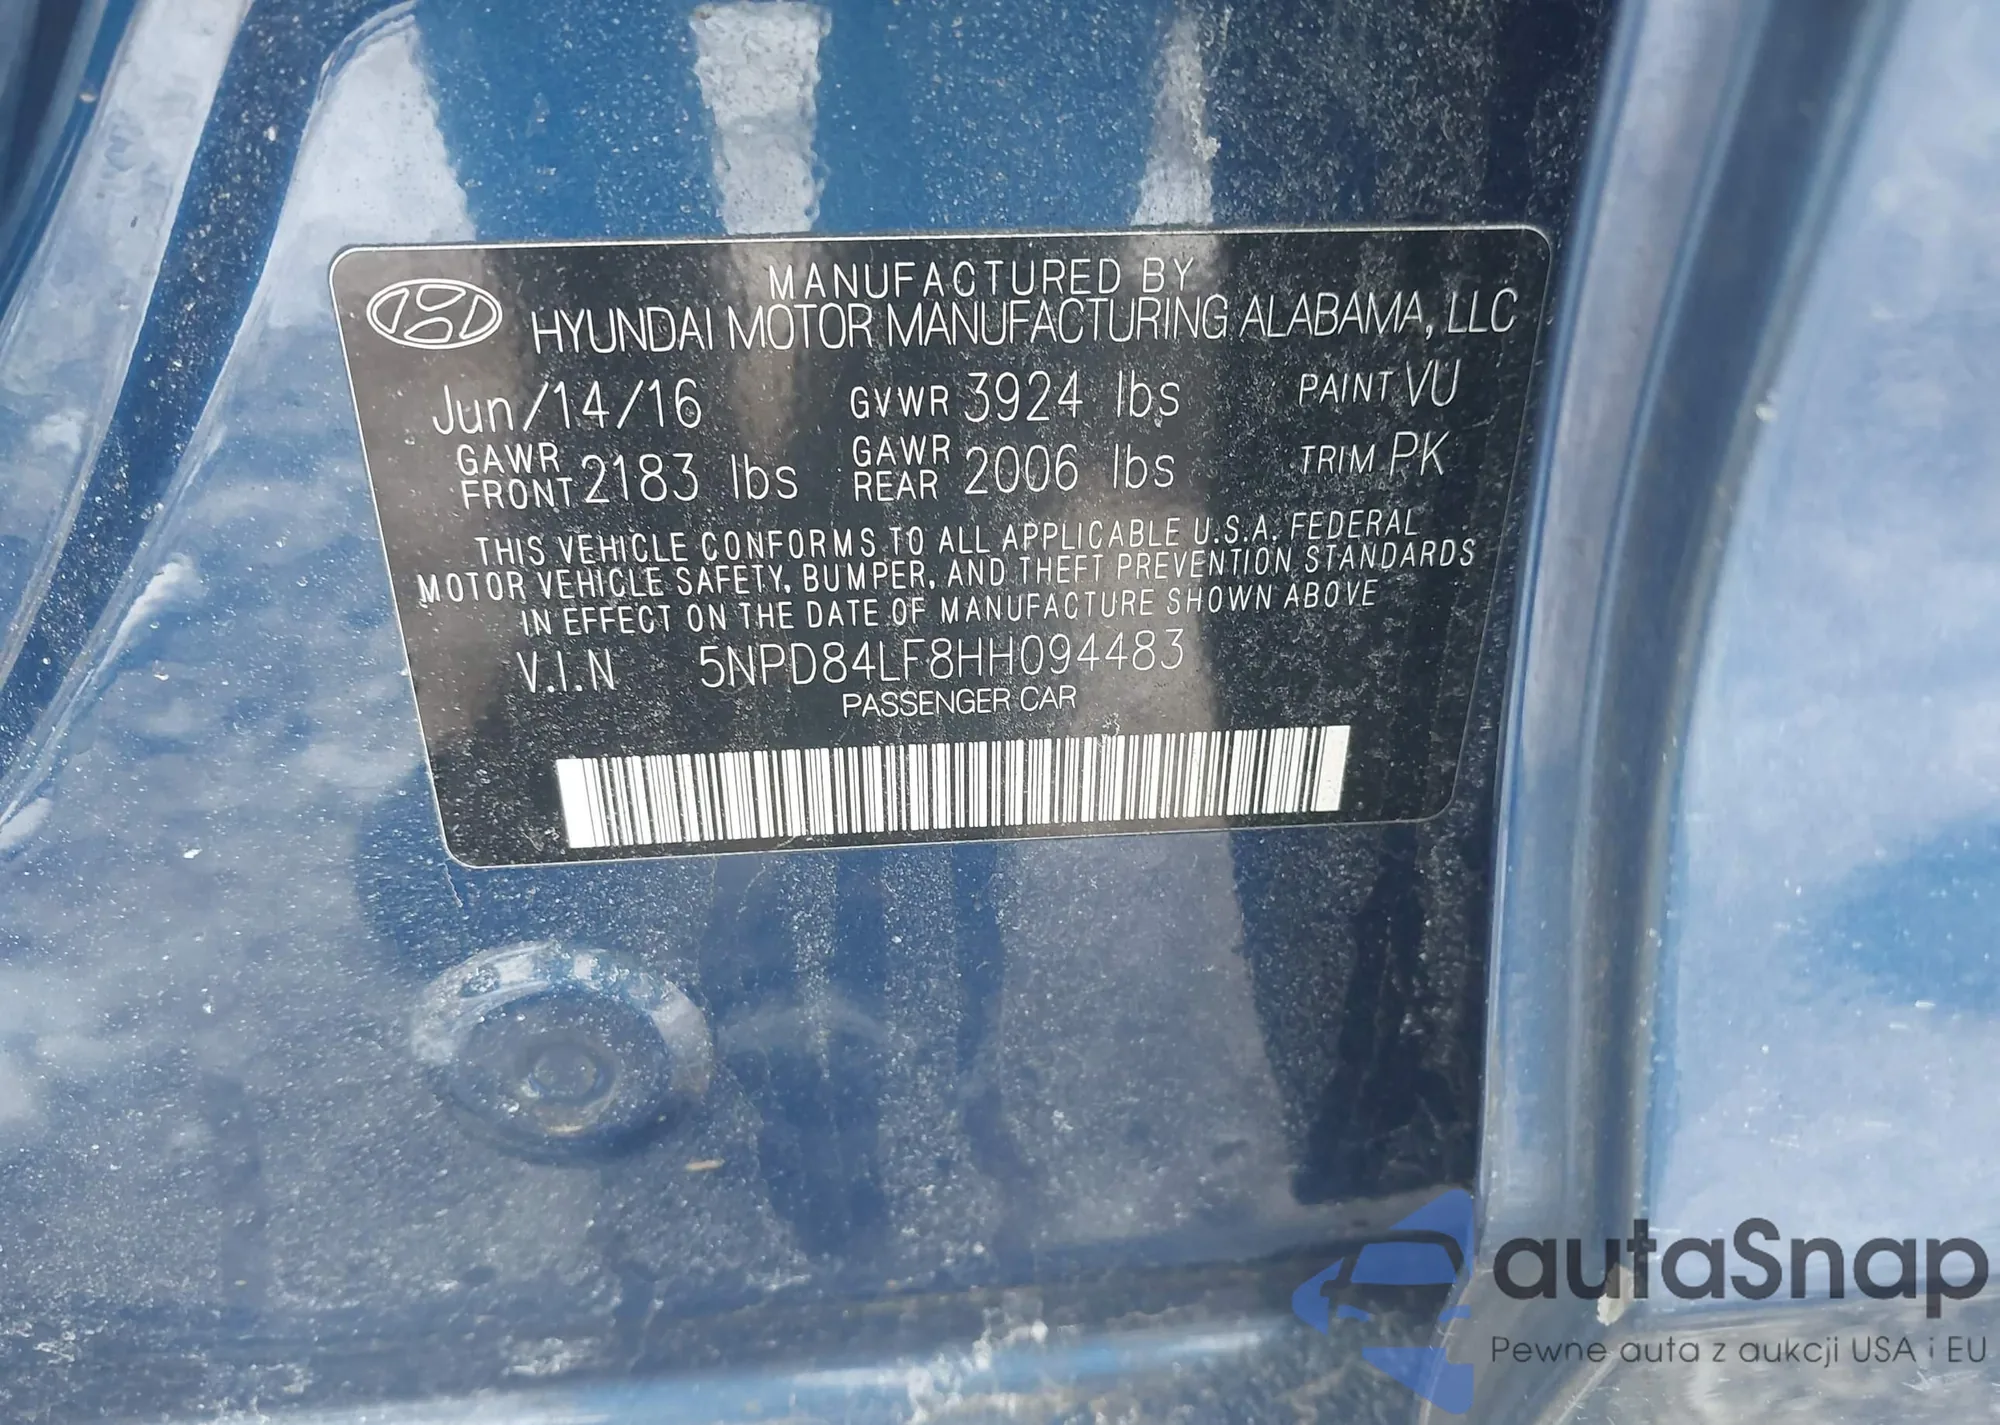 MANUFACTURED BY
HYUNDAI MOTOR MANUFACTURING ALABAMA, LLC
Jun/14/16 GVWR 3924 lbs PAINT VU
GAWR FRONT 2183 lbs GAWR REAR 2006 lbs TRIM PK
THIS VEHICLE CONFORMS TO ALL APPLICABLE U.S.A. FEDERAL
MOTOR VEHICLE SAFETY, BUMPER, AND THEFT PREVENTION STANDARDS
IN EFFECT ON THE DATE OF MANUFACTURE SHOWN ABOVE
V.I.N 5NPD84LF8HH094483
PASSENGER CAR
autaSnap
Pewne auta z aukcji USA i EU